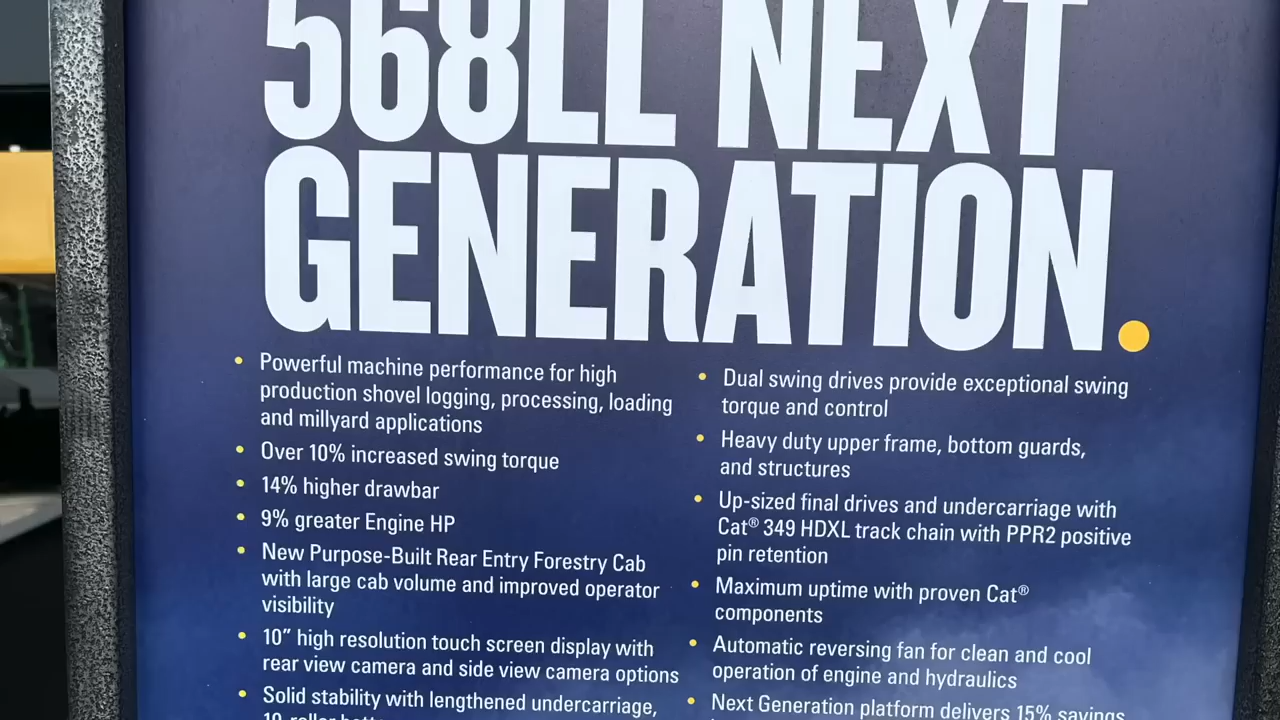 568LL NEXT
GENERATION.
• Powerful machine performance for high
production shovel logging, processing, loading
and millyard applications
• Over 10% increased swing torque
• 14% higher drawbar
• 9% greater Engine HP
• New Purpose-Built Rear Entry Forestry Cab
with large cab volume and improved operator
visibility
• 10” high resolution touch screen display with
rear view camera and side view camera options
• Solid stability with lengthened undercarriage,
• Dual swing drives provide exceptional swing
torque and control
• Heavy duty upper frame, bottom guards,
and structures
• Up-sized final drives and undercarriage with
Cat® 349 HDXL track chain with PPR2 positive
pin retention
• Maximum uptime with proven Cat®
components
• Automatic reversing fan for clean and cool
operation of engine and hydraulics
• Next Generation platform delivers 15% savings